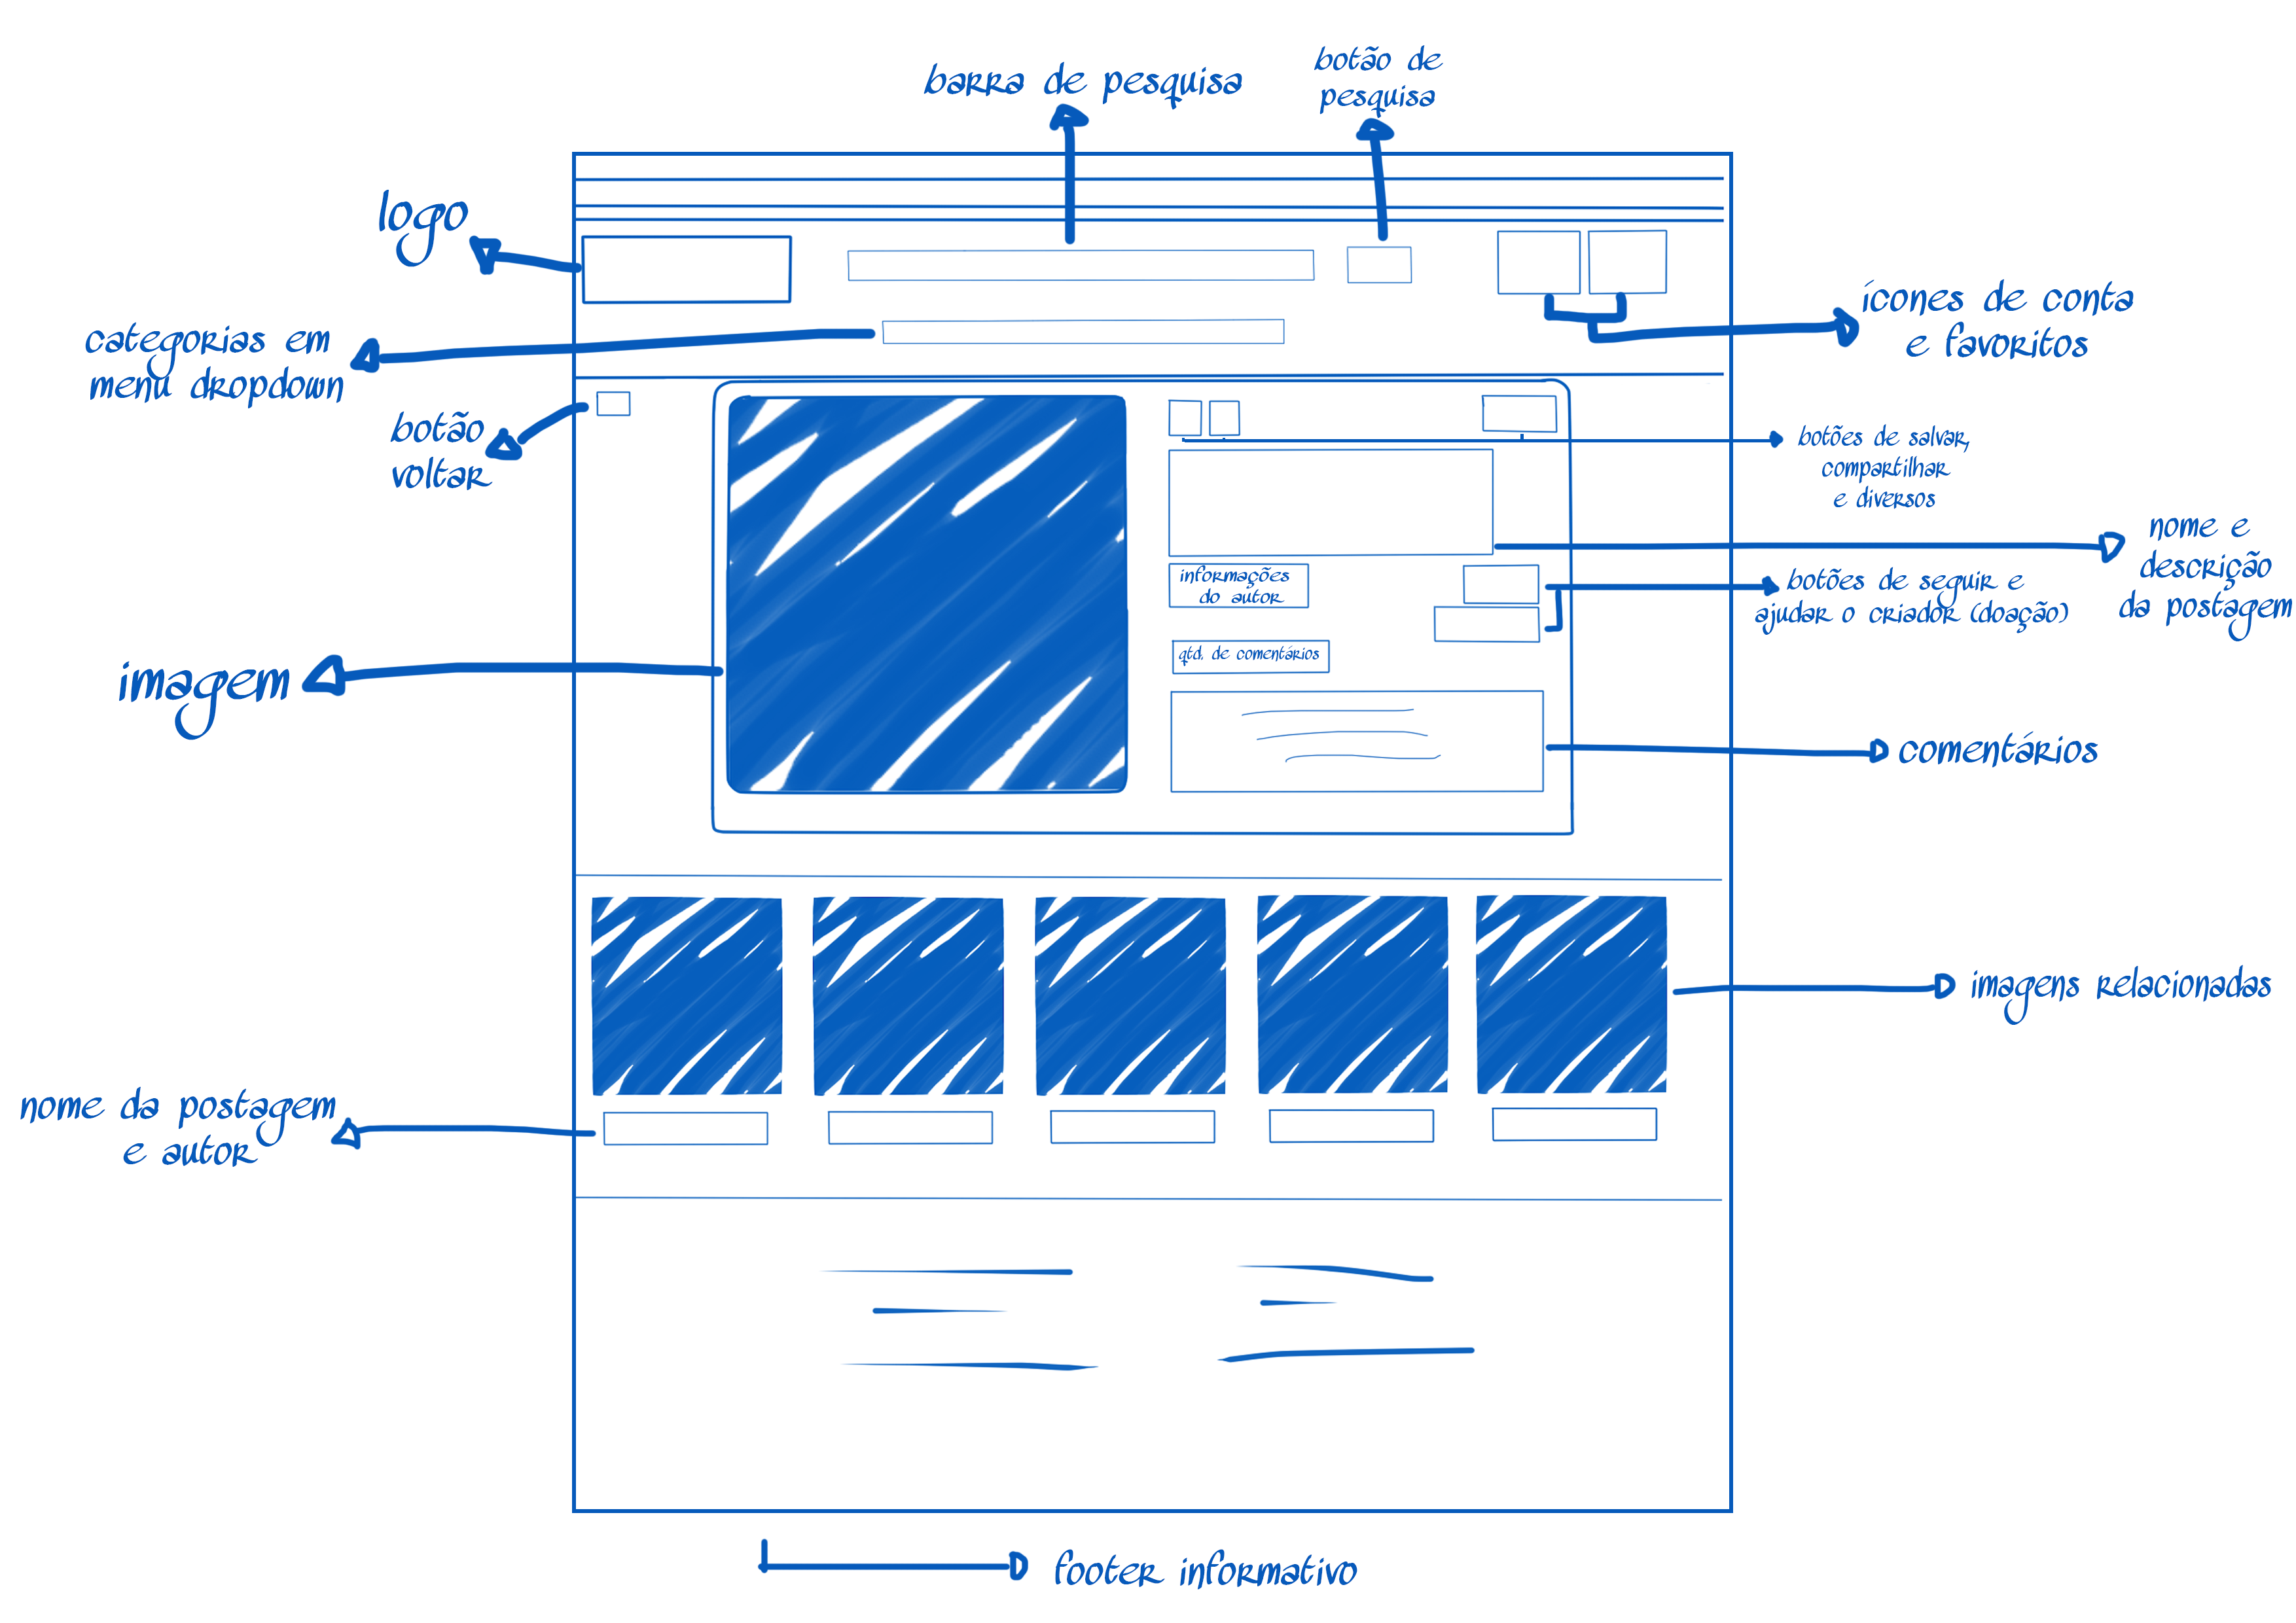 barra de pesquisa
botão de
pesquisa
logo
categorias em
menu dropdown
ícones de conta
e favoritos
botão
voltar
botões de salvar,
compartilhar
e diversos
nome e
descrição
da postagem
informações
do autor
botões de seguir e
ajudar o criador (doação)
qtd. de comentários
imagem
comentários
imagens relacionadas
nome da postagem
e autor
footer informativo